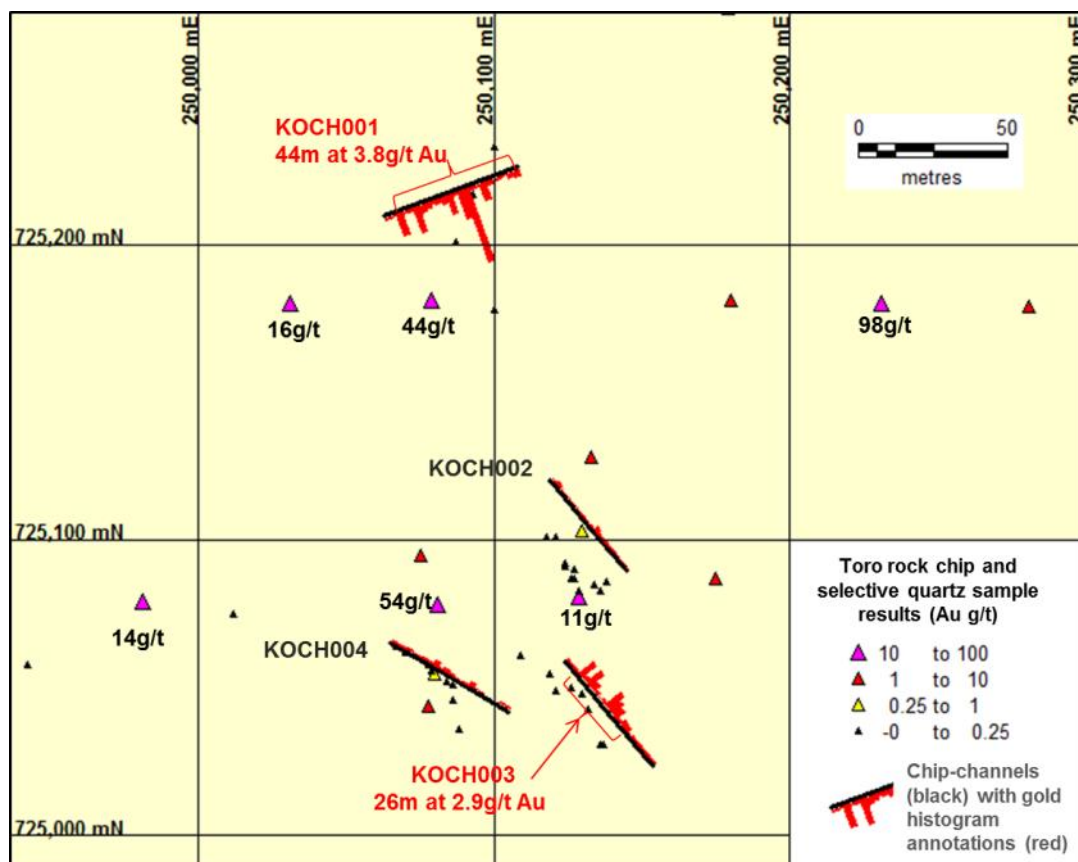 250,000 mE
250,100 mE
250,200 mE
250,300 mE
KOCH001
44m at 3.8g/t Au
0 50
metres
725,200 mN
16g/t
44g/t
98g/t
KOCH002
725,100 mN
54g/t
11g/t
14g/t
KOCH004
KOCH003
26m at 2.9g/t Au
725,000 mN
Toro rock chip and
selective quartz sample
results (Au g/t)
10 to 100
1 to 10
0.25 to 1
-0 to 0.25
Chip-channels
(black) with gold
histogram
annotations (red)